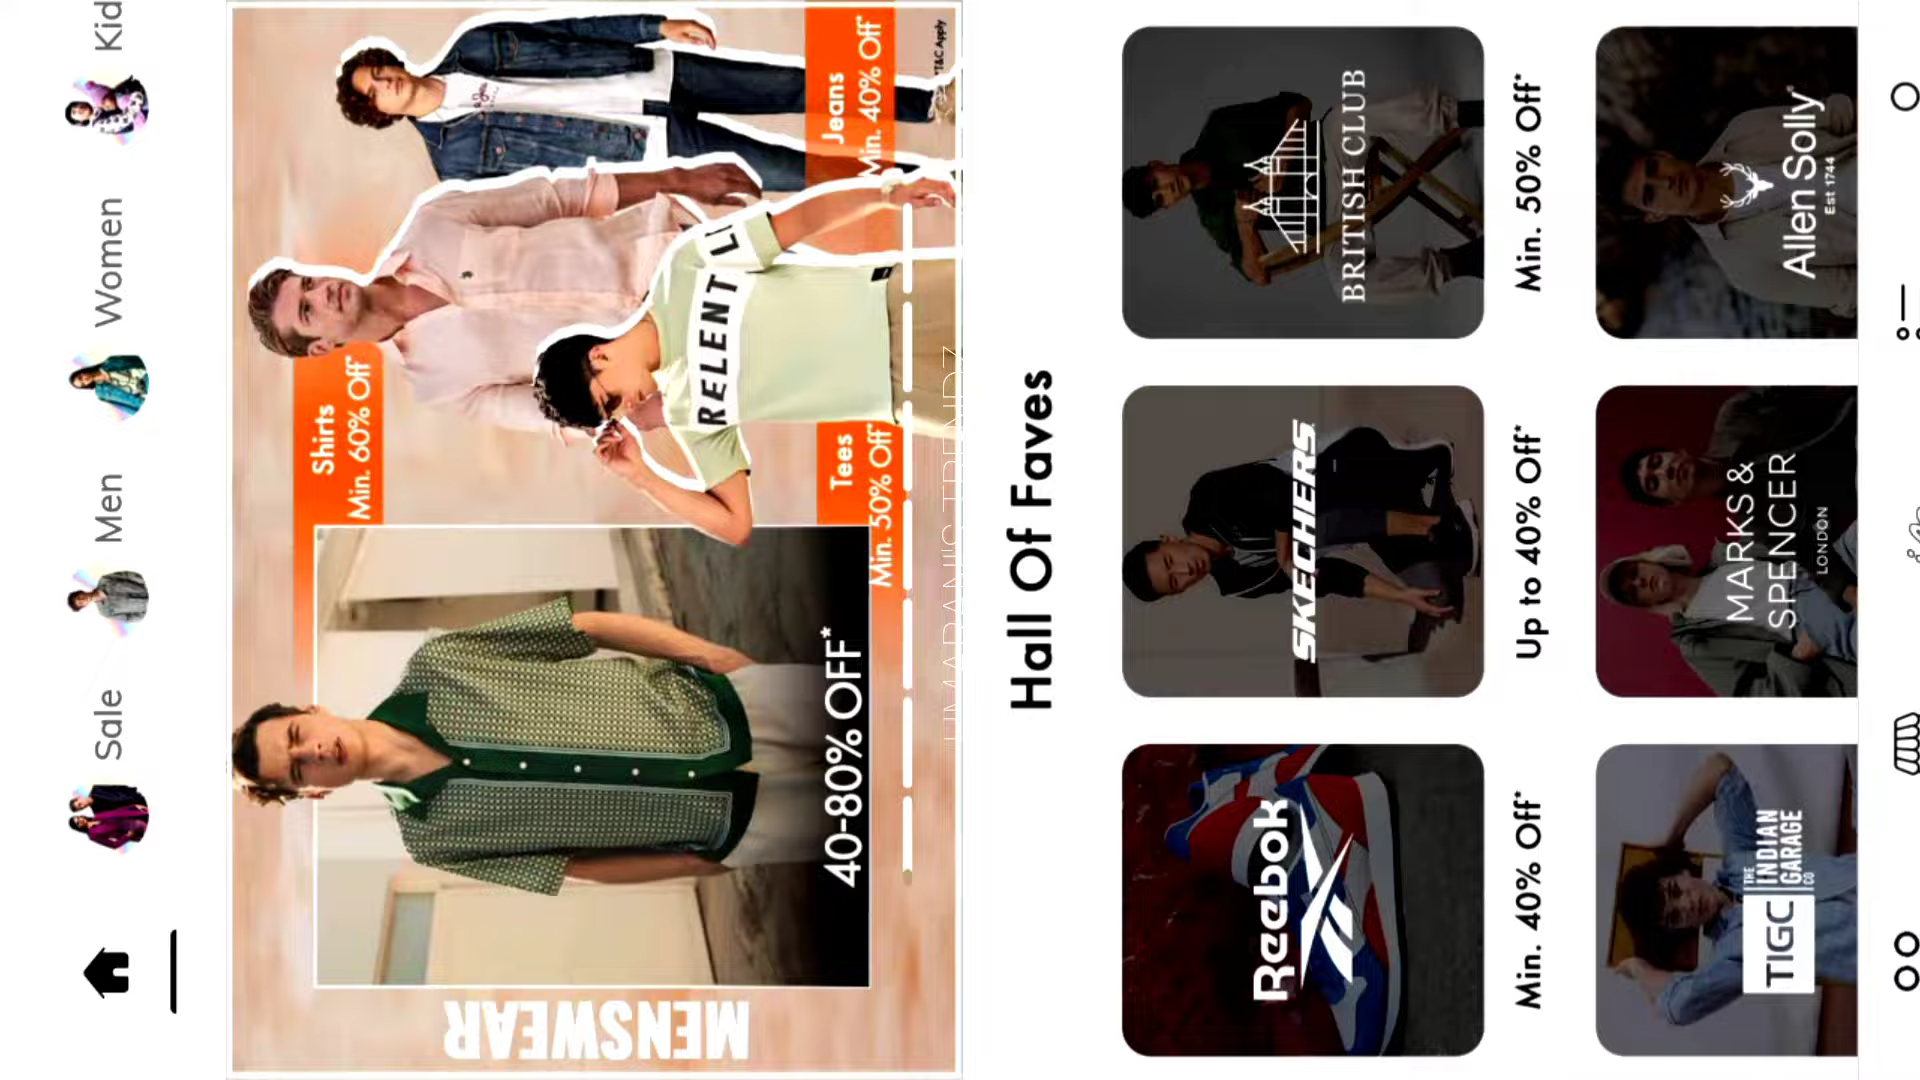 Sale
Men
Women
Kid
MENSWEAR
40-80% OFF*
Shirts
Min. 60% Off*
Tees
Min. 50% Off*
Jeans
Min. 40% Off*
*T&C Apply
RELENT
Hall Of Faves
Reebok
SKECHERS
BRITISH CLUB
Min. 40% Off*
Up to 40% Off*
Min. 50% Off*
TIGC
THE
INDIAN
GARAGE
CO
MARKS &
SPENCER
LONDON
Allen Solly
Est 1744